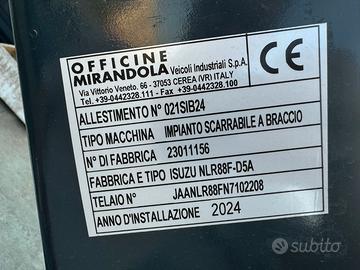 OFFICINE
MIRANDOLA Veicoli Industriali S.p.A.
Via Vittorio Veneto, 66 - 37053 CEREA (VR) ITALY
Tel. +39-0442328.111 - Fax +39-0442328.100
CE
ALLESTIMENTO N° 021SIB24
TIPO MACCHINA IMPIANTO SCARRABILE A BRACCIO
N° DI FABBRICA 23011156
FABBRICA E TIPO ISUZU NLR88F-D5A
TELAIO N° JAANLR88FN7102208
ANNO D'INSTALLAZIONE 2024
subito